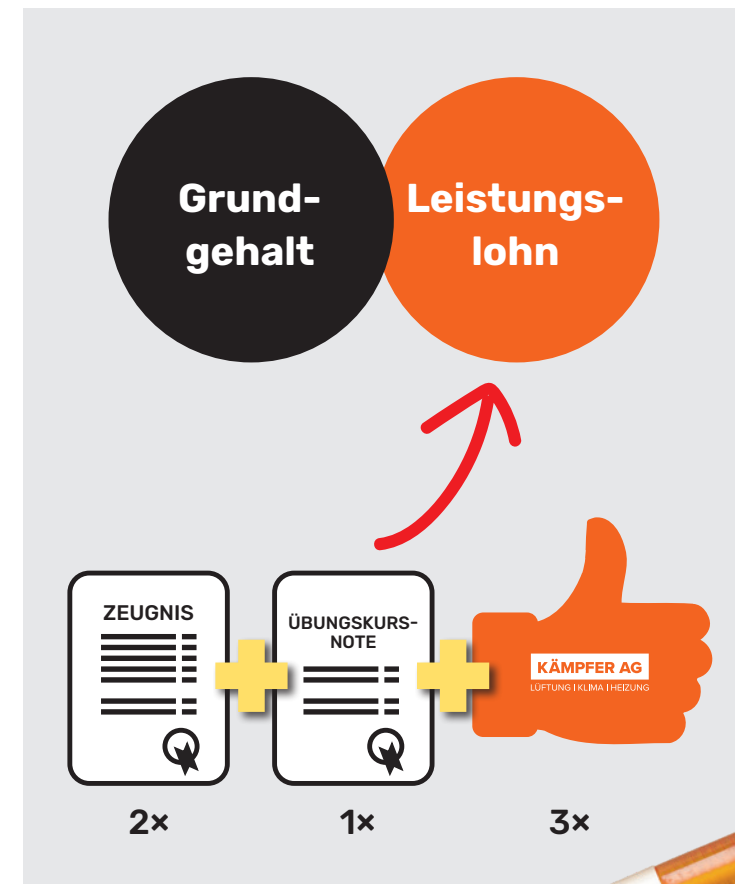 Grund-
gehalt
Leistungs-
lohn
ZEUGNIS
ÜBUNGSKURS-
NOTE
KÄMPFER AG
LÜFTUNG | KLIMA | HEIZUNG
2×
1×
3×